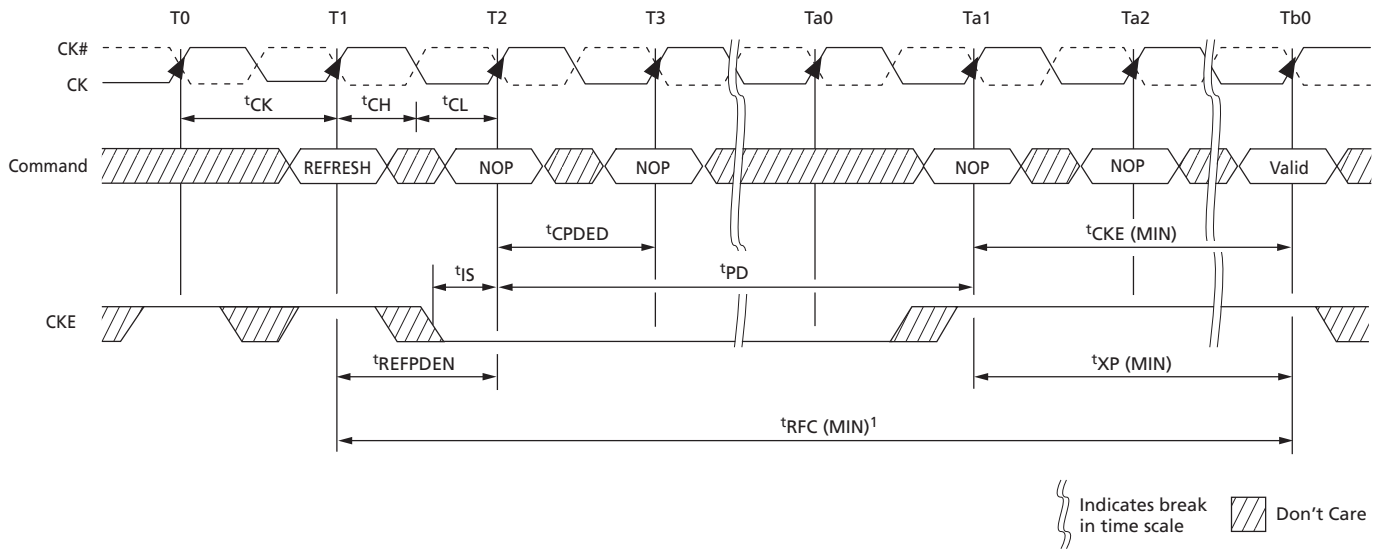 T0 T1 T2 T3 Ta0 Ta1 Ta2 Tb0
CK#
CK
tCK tCH tCL
Command REFRESH NOP NOP NOP NOP Valid
tCPDED tCKE (MIN)
tIS tPD
CKE
tREFPDEN tXP (MIN)
tRFC (MIN)1
Indicates break
in time scale
Don't Care